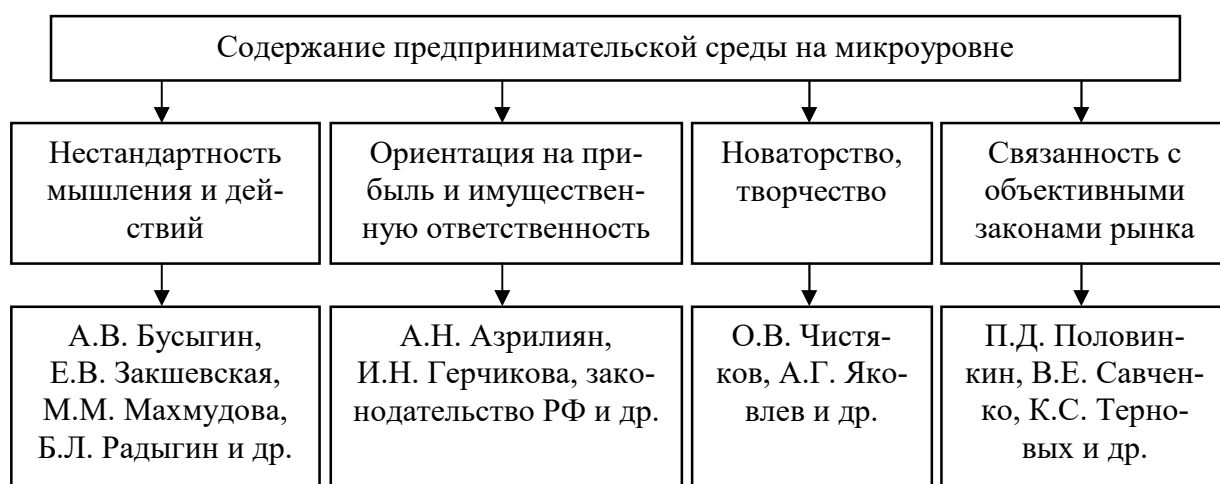 Содержание предпринимательской среды на микроуровне
Нестандартность
мышления и дей-
ствий
Ориентация на при-
быль и имуществен-
ную ответственность
Новаторство,
творчество
Связанность с
объективными
законами рынка
А.В. Бусыгин,
Е.В. Закшевская,
М.М. Махмудова,
Б.Л. Радыгин и др.
А.Н. Азрилиян,
И.Н. Герчикова, зако-
нодательство РФ и др.
О.В. Чистя-
ков, А.Г. Яко-
влев и др.
П.Д. Половин-
кин, В.Е. Савчен-
ко, К.С. Терно-
вых и др.